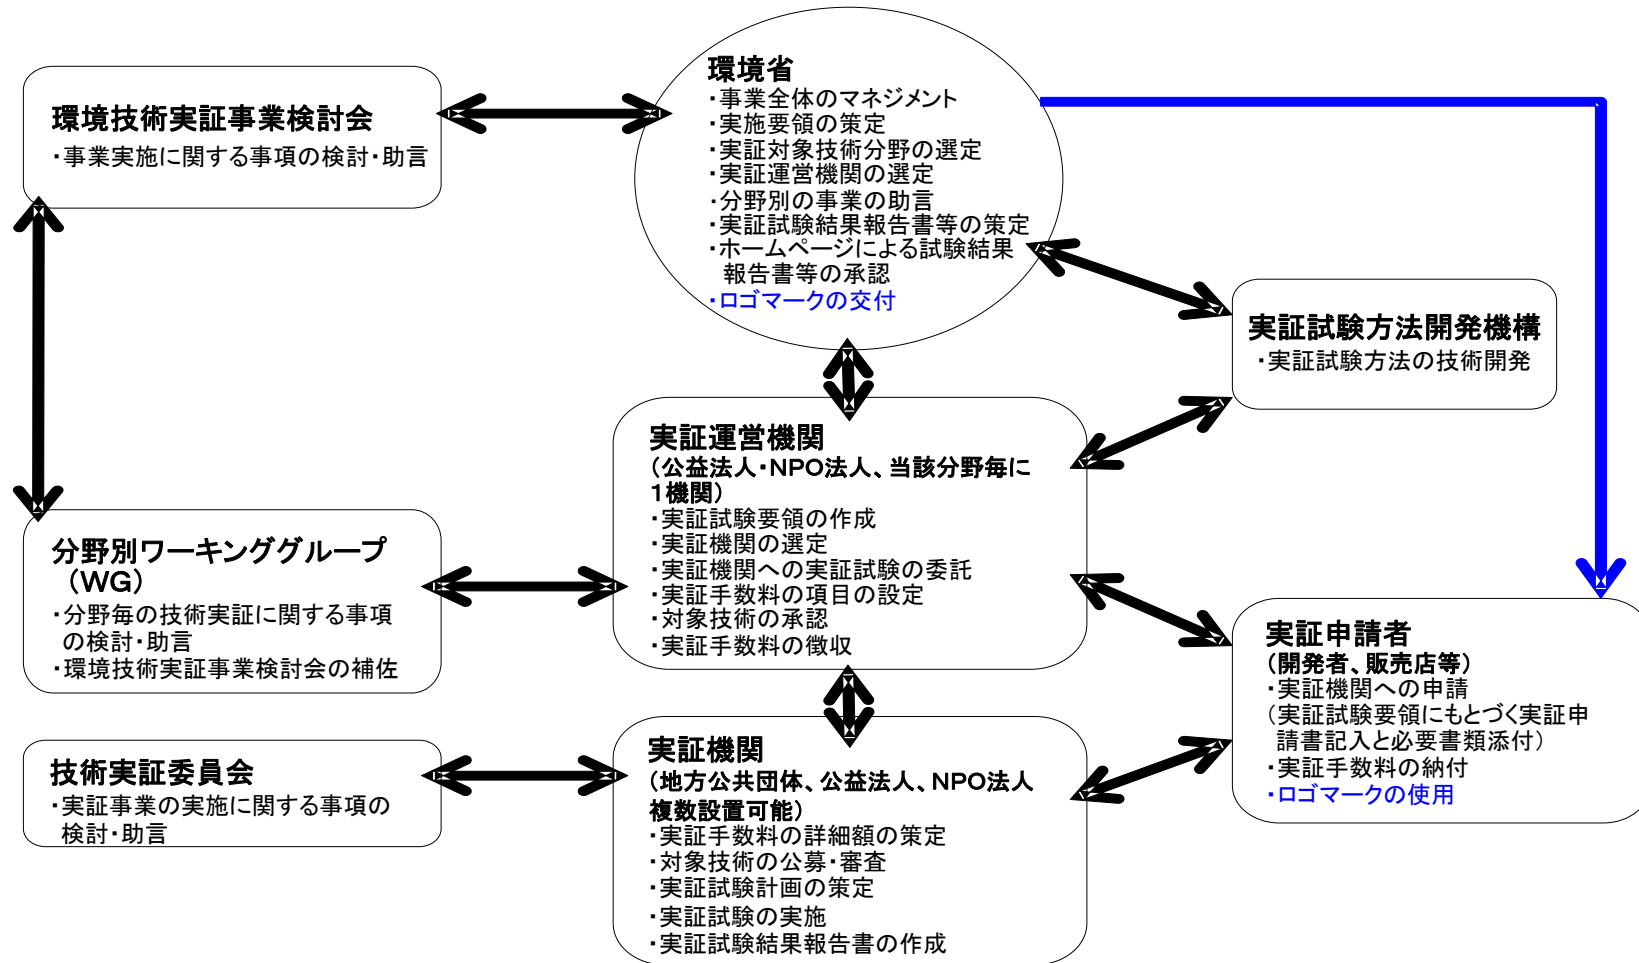 環境技術実証事業検討会
・事業実施に関する事項の検討・助言
環境省
・事業全体のマネジメント
・実施要領の策定
・実証対象技術分野の選定
・実証運営機関の選定
・分野別の事業の助言
・実証試験結果報告書等の策定
・ホームページによる試験結果
報告書等の承認
・ロゴマークの交付
実証試験方法開発機構
・実証試験方法の技術開発
実証運営機関
(公益法人・NPO法人、当該分野毎に
1機関)
・実証試験要領の作成
・実証機関の選定
・実証機関への実証試験の委託
・実証手数料の項目の設定
・対象技術の承認
・実証手数料の徴収
分野別ワーキンググループ
(WG)
・分野毎の技術実証に関する事項
の検討・助言
・環境技術実証事業検討会の補佐
実証申請者
(開発者、販売店等)
・実証機関への申請
(実証試験要領にもとづく実証申
請書記入と必要書類添付)
・実証手数料の納付
・ロゴマークの使用
技術実証委員会
・実証事業の実施に関する事項の
検討・助言
実証機関
(地方公共団体、公益法人、NPO法人
複数設置可能)
・実証手数料の詳細額の策定
・対象技術の公募・審査
・実証試験計画の策定
・実証試験の実施
・実証試験結果報告書の作成